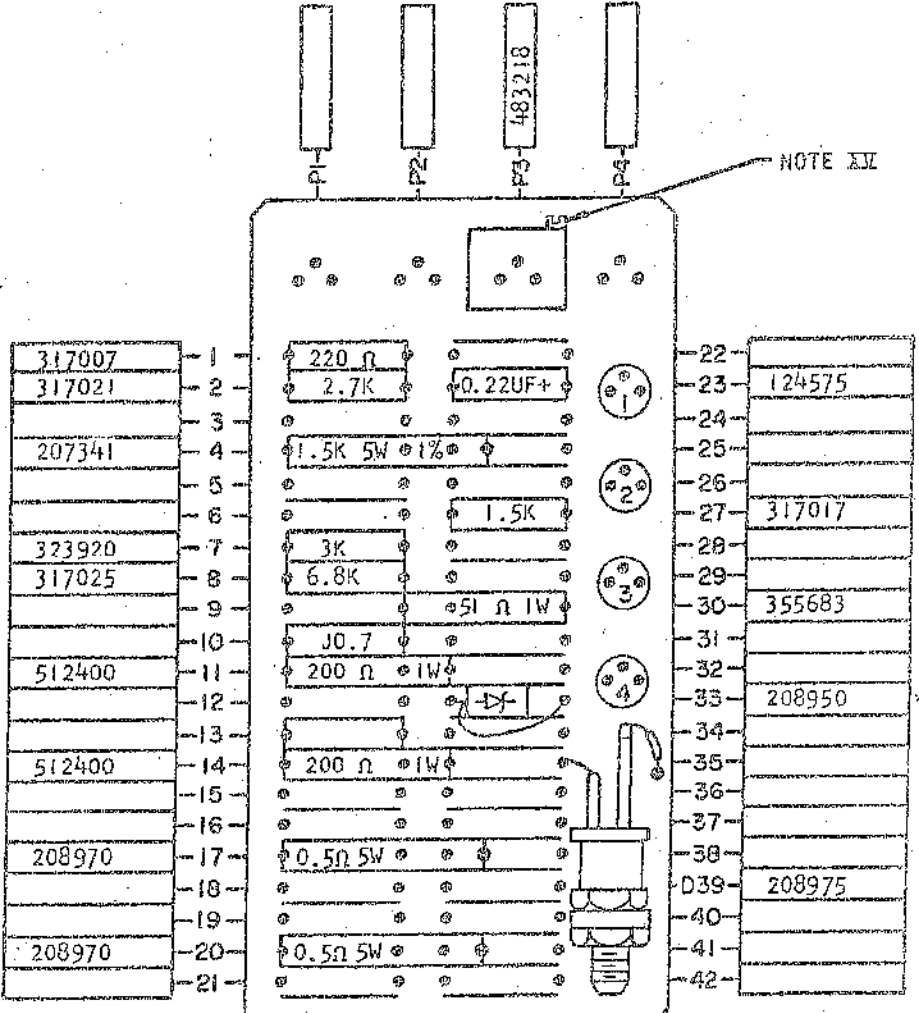 483218
P1 P2 P3 P4
NOTE XV
317007 1 220 Ω 22
317021 2 2.7K 0.22UF+ 23 124575
1
3 24
207341 4 1.5K 5W 1% 25
5 26
2
6 1.5K 27 317017
323920 7 3K 28
317025 8 6.8K 29
3
9 51 Ω 1W 30 355683
10 J0.7 31
512400 11 200 Ω 1W 32
4
12 33 208950
13 34
512400 14 200 Ω 1W 35
15 36
16 37
208970 17 0.5Ω 5W 38
18 D39 208975
19 40
208970 20 0.5Ω 5W 41
21 42